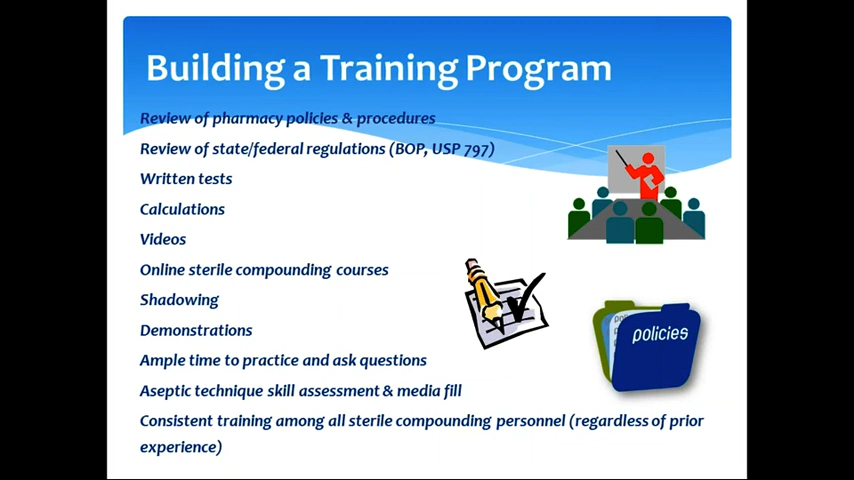 Building a Training Program
Review of pharmacy policies & procedures
Review of state/federal regulations (BOP, USP 797)
Written tests
Calculations
Videos
Online sterile compounding courses
Shadowing
Demonstrations
Ample time to practice and ask questions
Aseptic technique skill assessment & media fill
Consistent training among all sterile compounding personnel (regardless of prior
experience)
policies